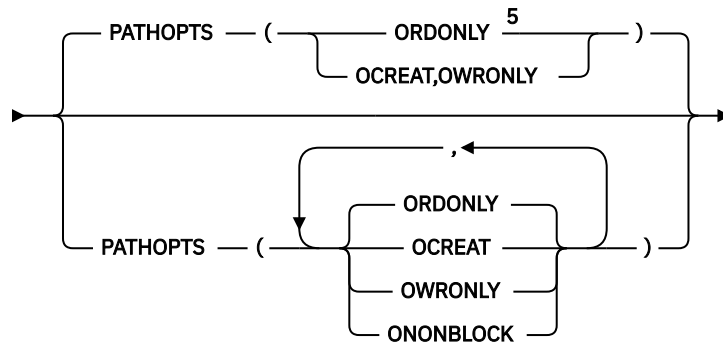 PATHOPTS ( ORDONLY 5 )
OCREAT,OWRONLY
,
ORDONLY
PATHOPTS ( OCREAT )
OWRONLY
ONONBLOCK